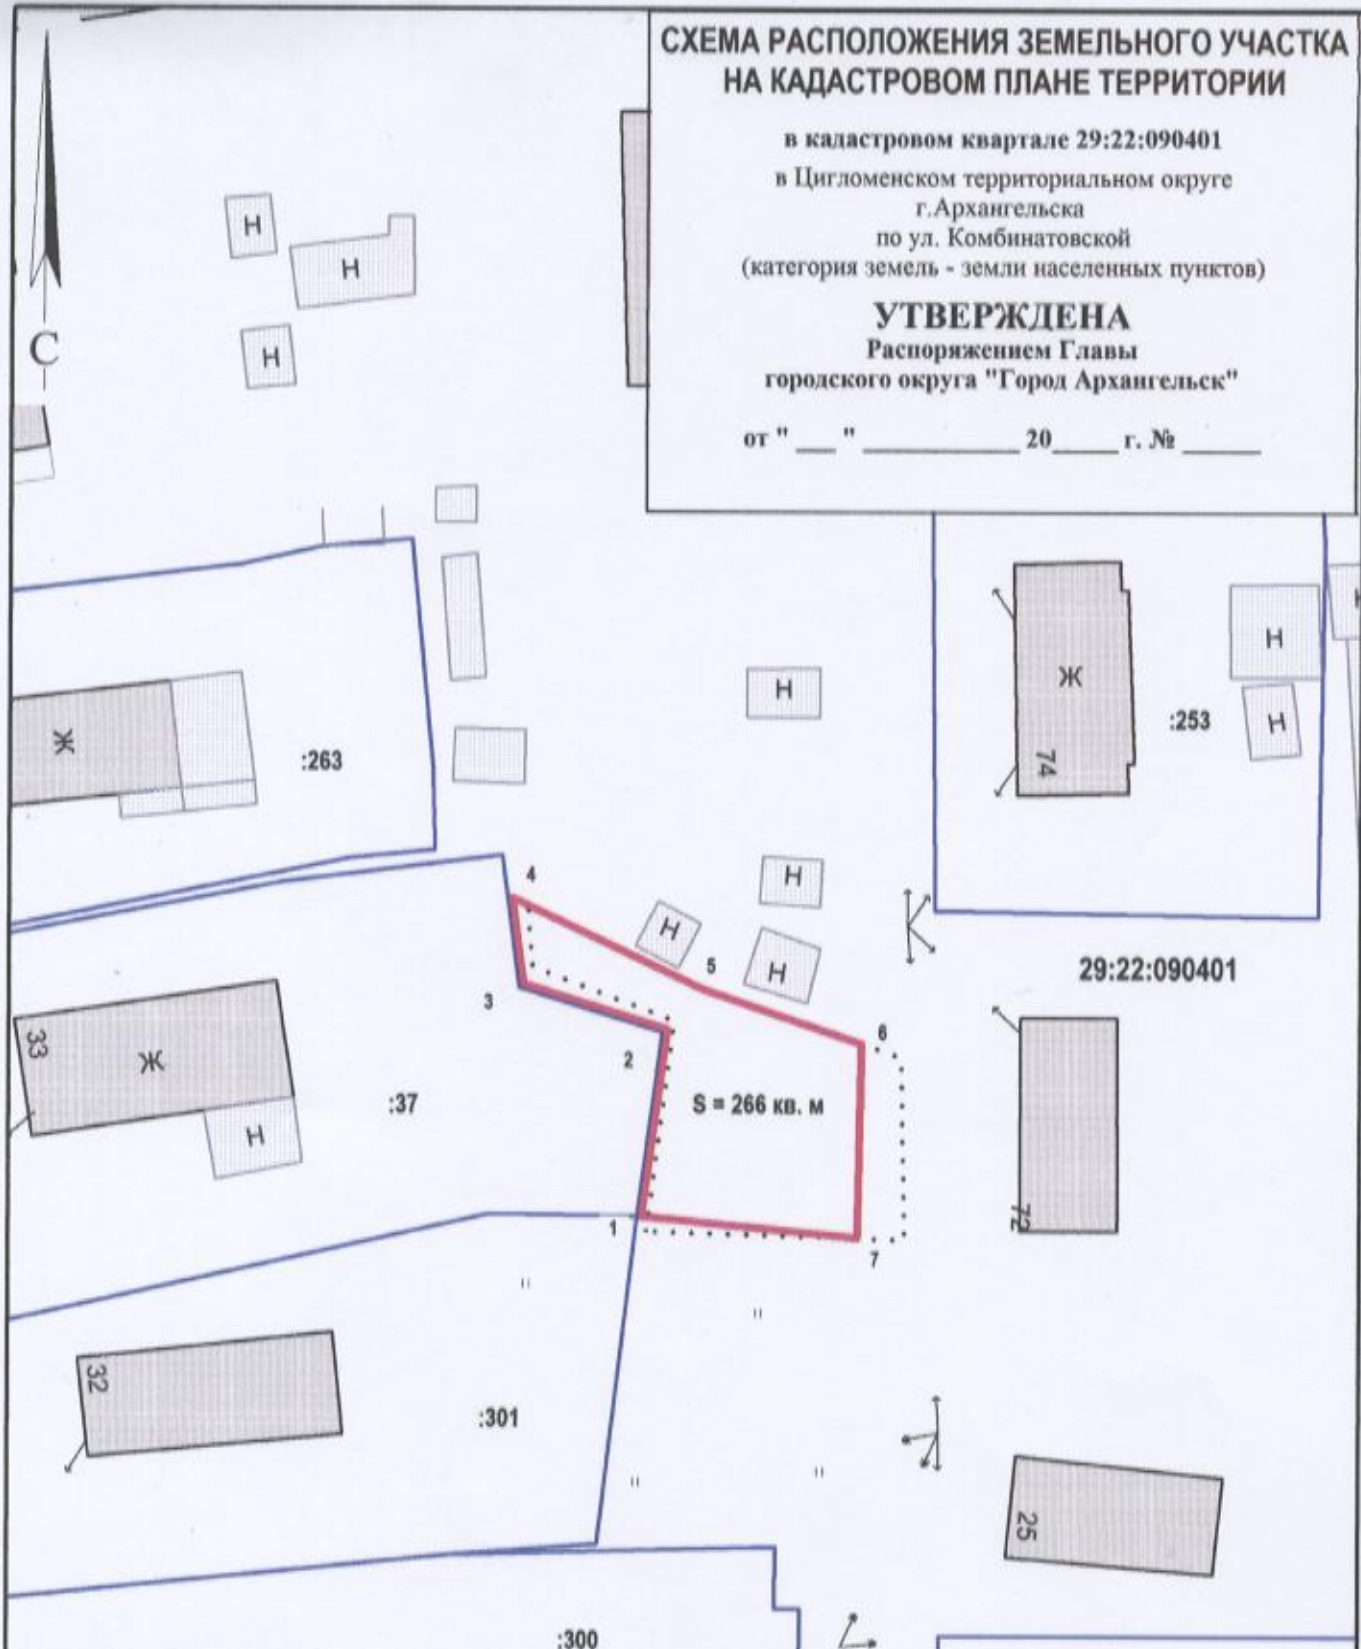 СХЕМА РАСПОЛОЖЕНИЯ ЗЕМЕЛЬНОГО УЧАСТКА
НА КАДАСТРОВОМ ПЛАНЕ ТЕРРИТОРИИ
в кадастровом квартале 29:22:090401
в Цигломенском территориальном округе
г.Архангельска
по ул. Комбинатовской
(категория земель - земли населенных пунктов)
УТВЕРЖДЕНА
Распоряжением Главы
городского округа "Город Архангельск"
от " ___ " ____________ 20_____ г. № ______
С
Н
Н
Н
Ж
:263
Н
Ж
74
:253
Н
Н
Н
4
Н
Н
Н
5
6
29:22:090401
3
2
33
Ж
:37
Н
S = 266 кв. м
72
1
7
32
:301
25
:300